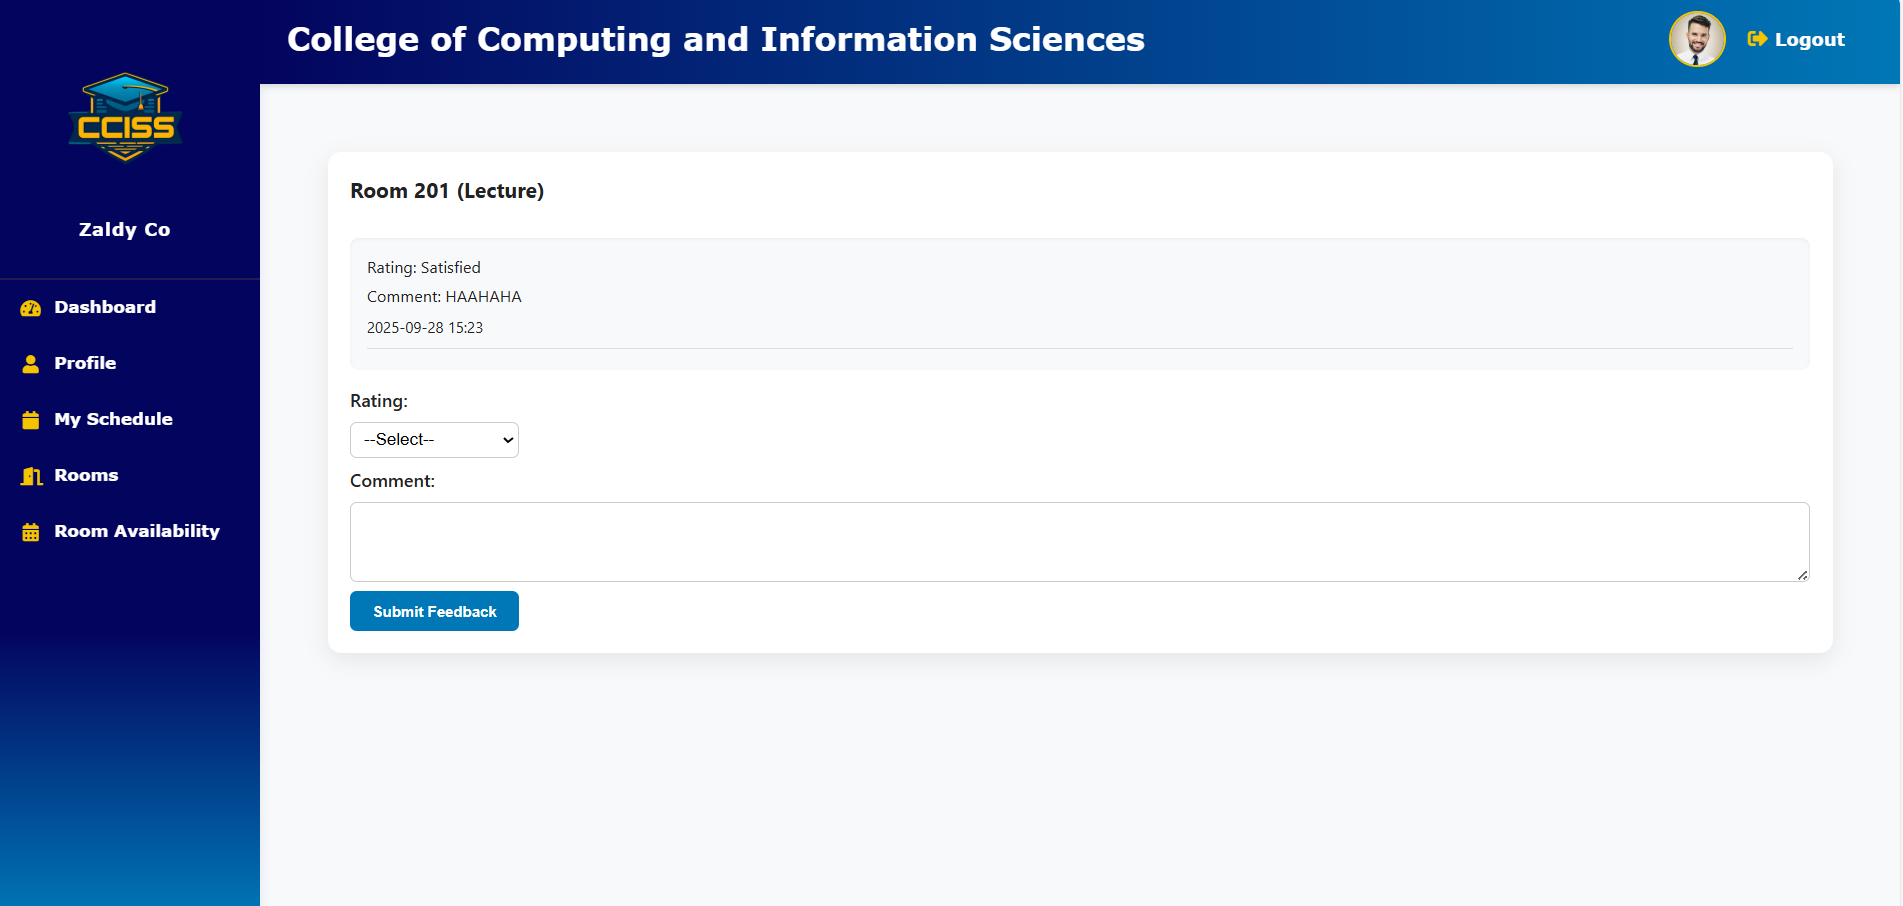 College of Computing and Information Sciences
Logout
CCISS
Zaldy Co
Dashboard
Profile
My Schedule
Rooms
Room Availability
Room 201 (Lecture)
Rating: Satisfied
Comment: HAAHAHA
2025-09-28 15:23
Rating:
--Select--
Comment:
Submit Feedback